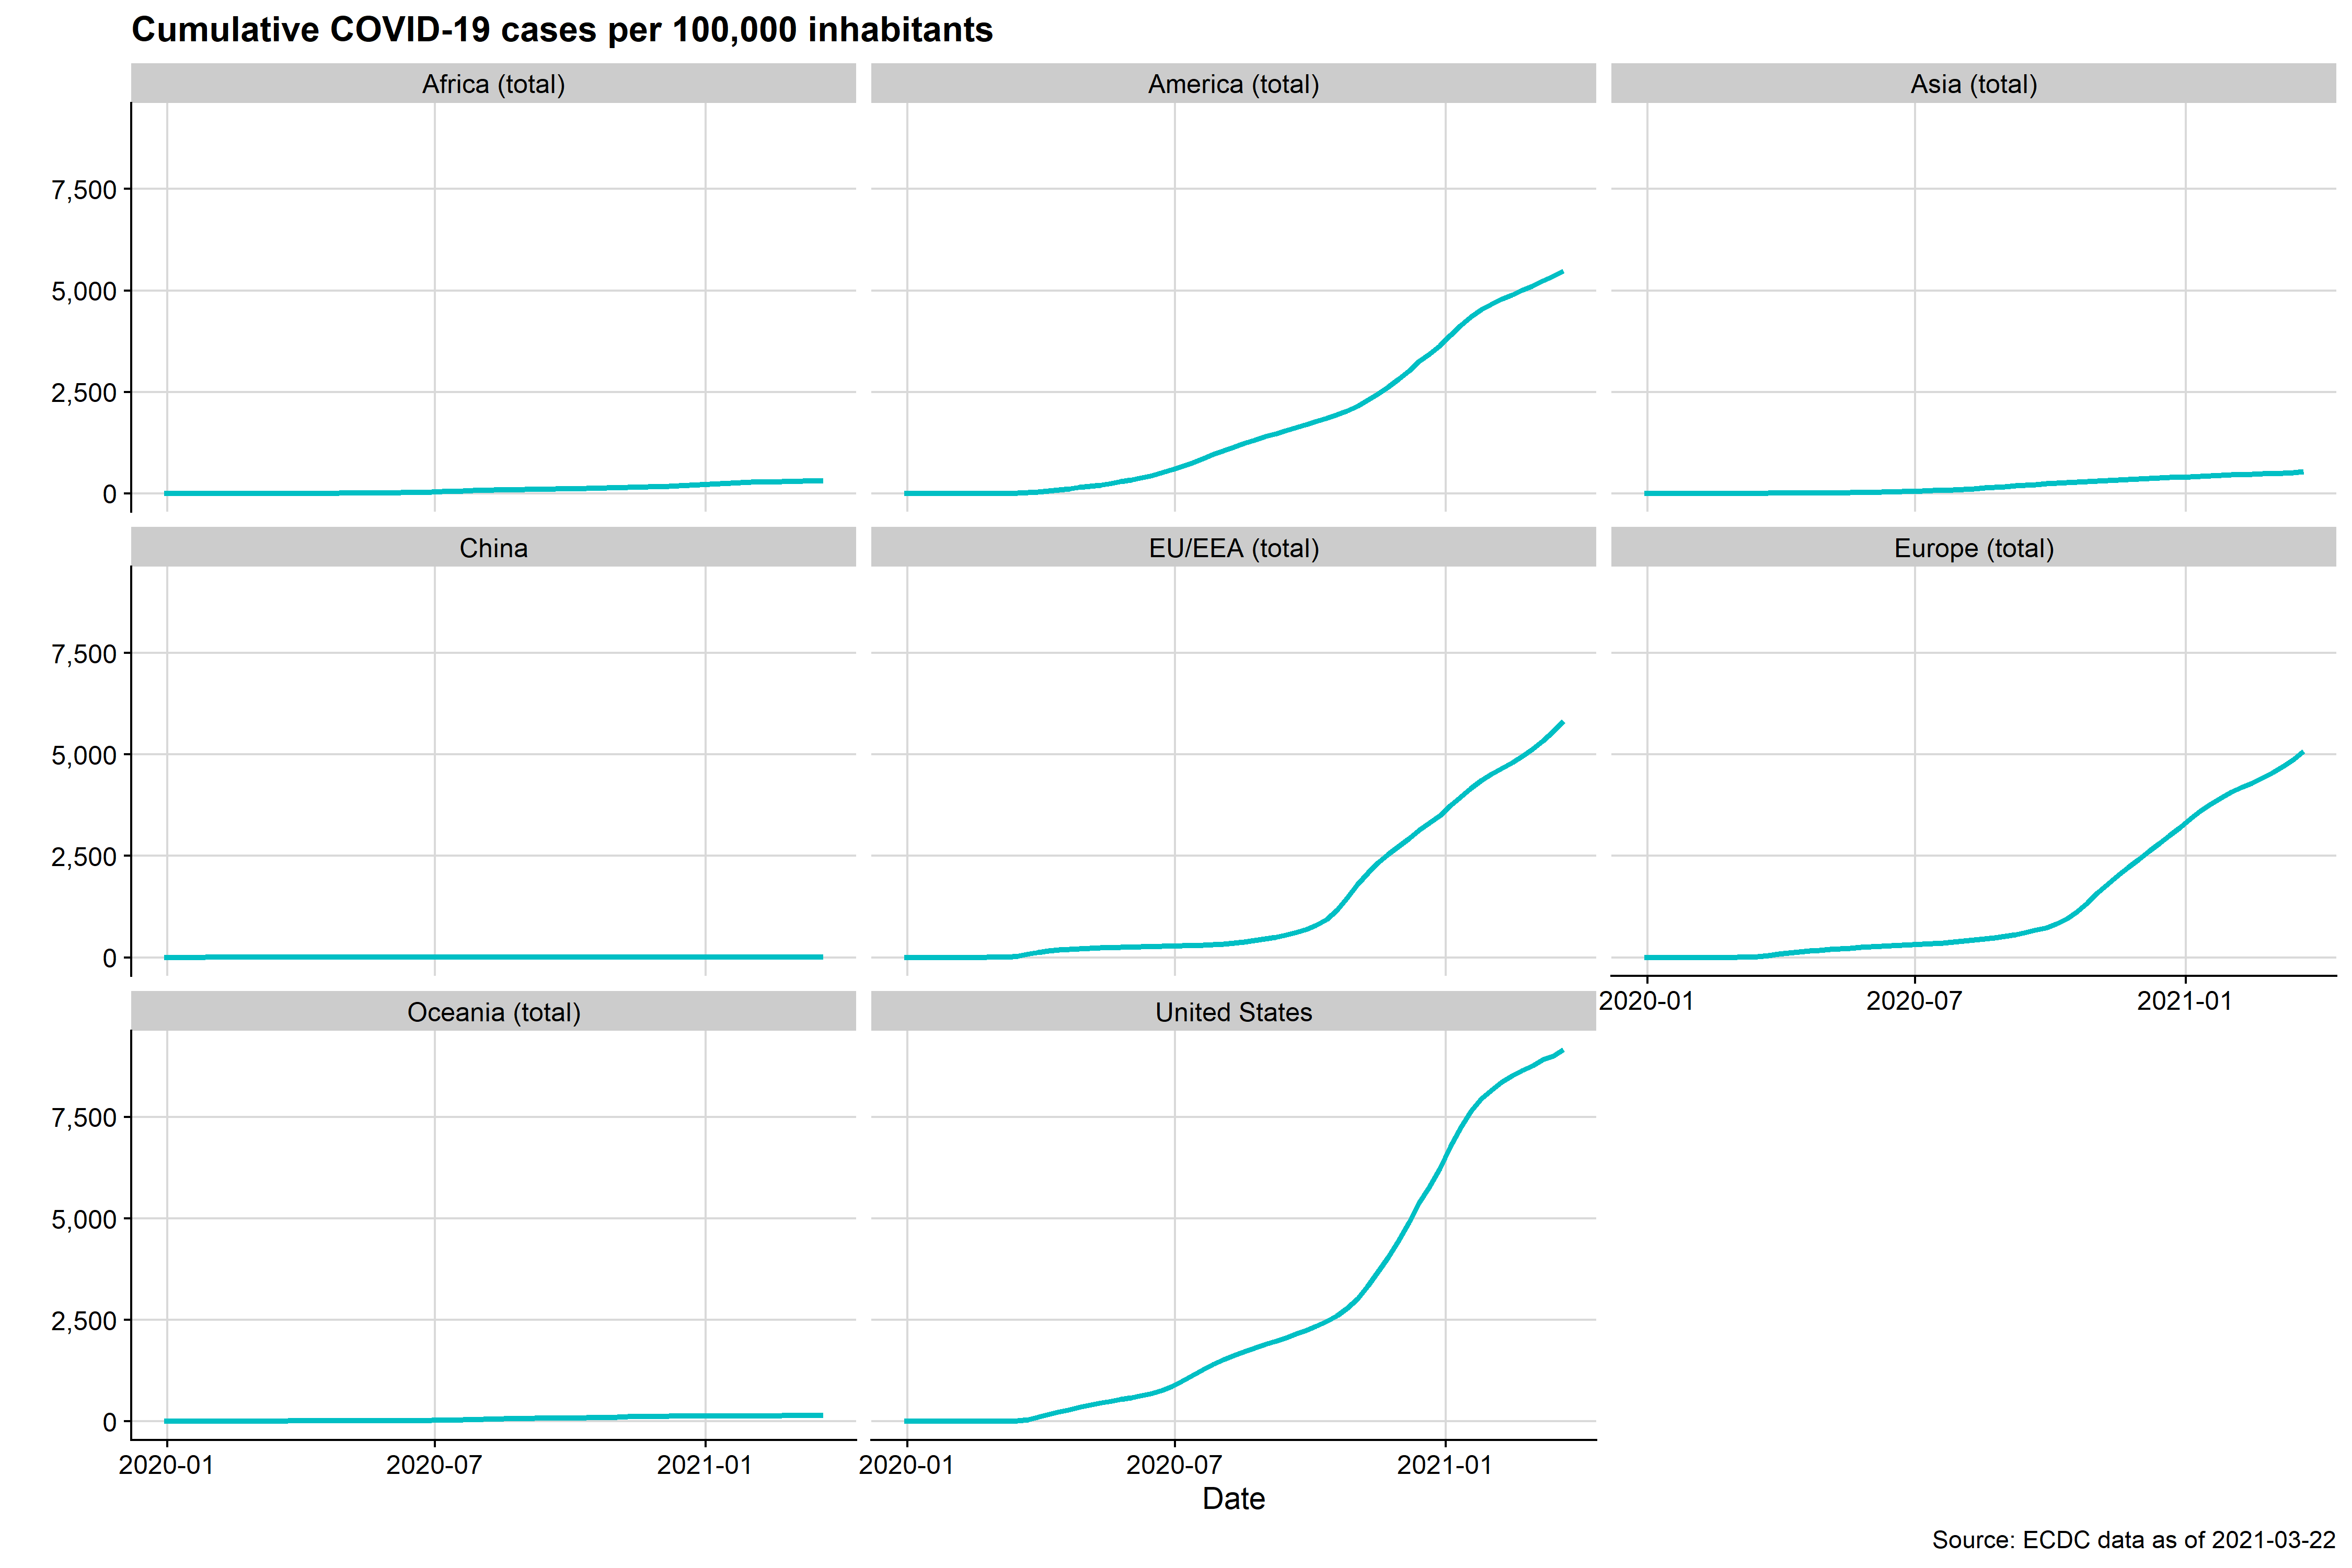 Cumulative COVID-19 cases per 100,000 inhabitants
Africa (total)
America (total)
Asia (total)
7,500
5,000
2,500
0
China
EU/EEA (total)
Europe (total)
7,500
5,000
2,500
0
2020-01
2020-07
2021-01
Oceania (total)
United States
7,500
5,000
2,500
0
2020-01
2020-07
2021-01
2020-01
2020-07
2021-01
Date
Source: ECDC data as of 2021-03-22